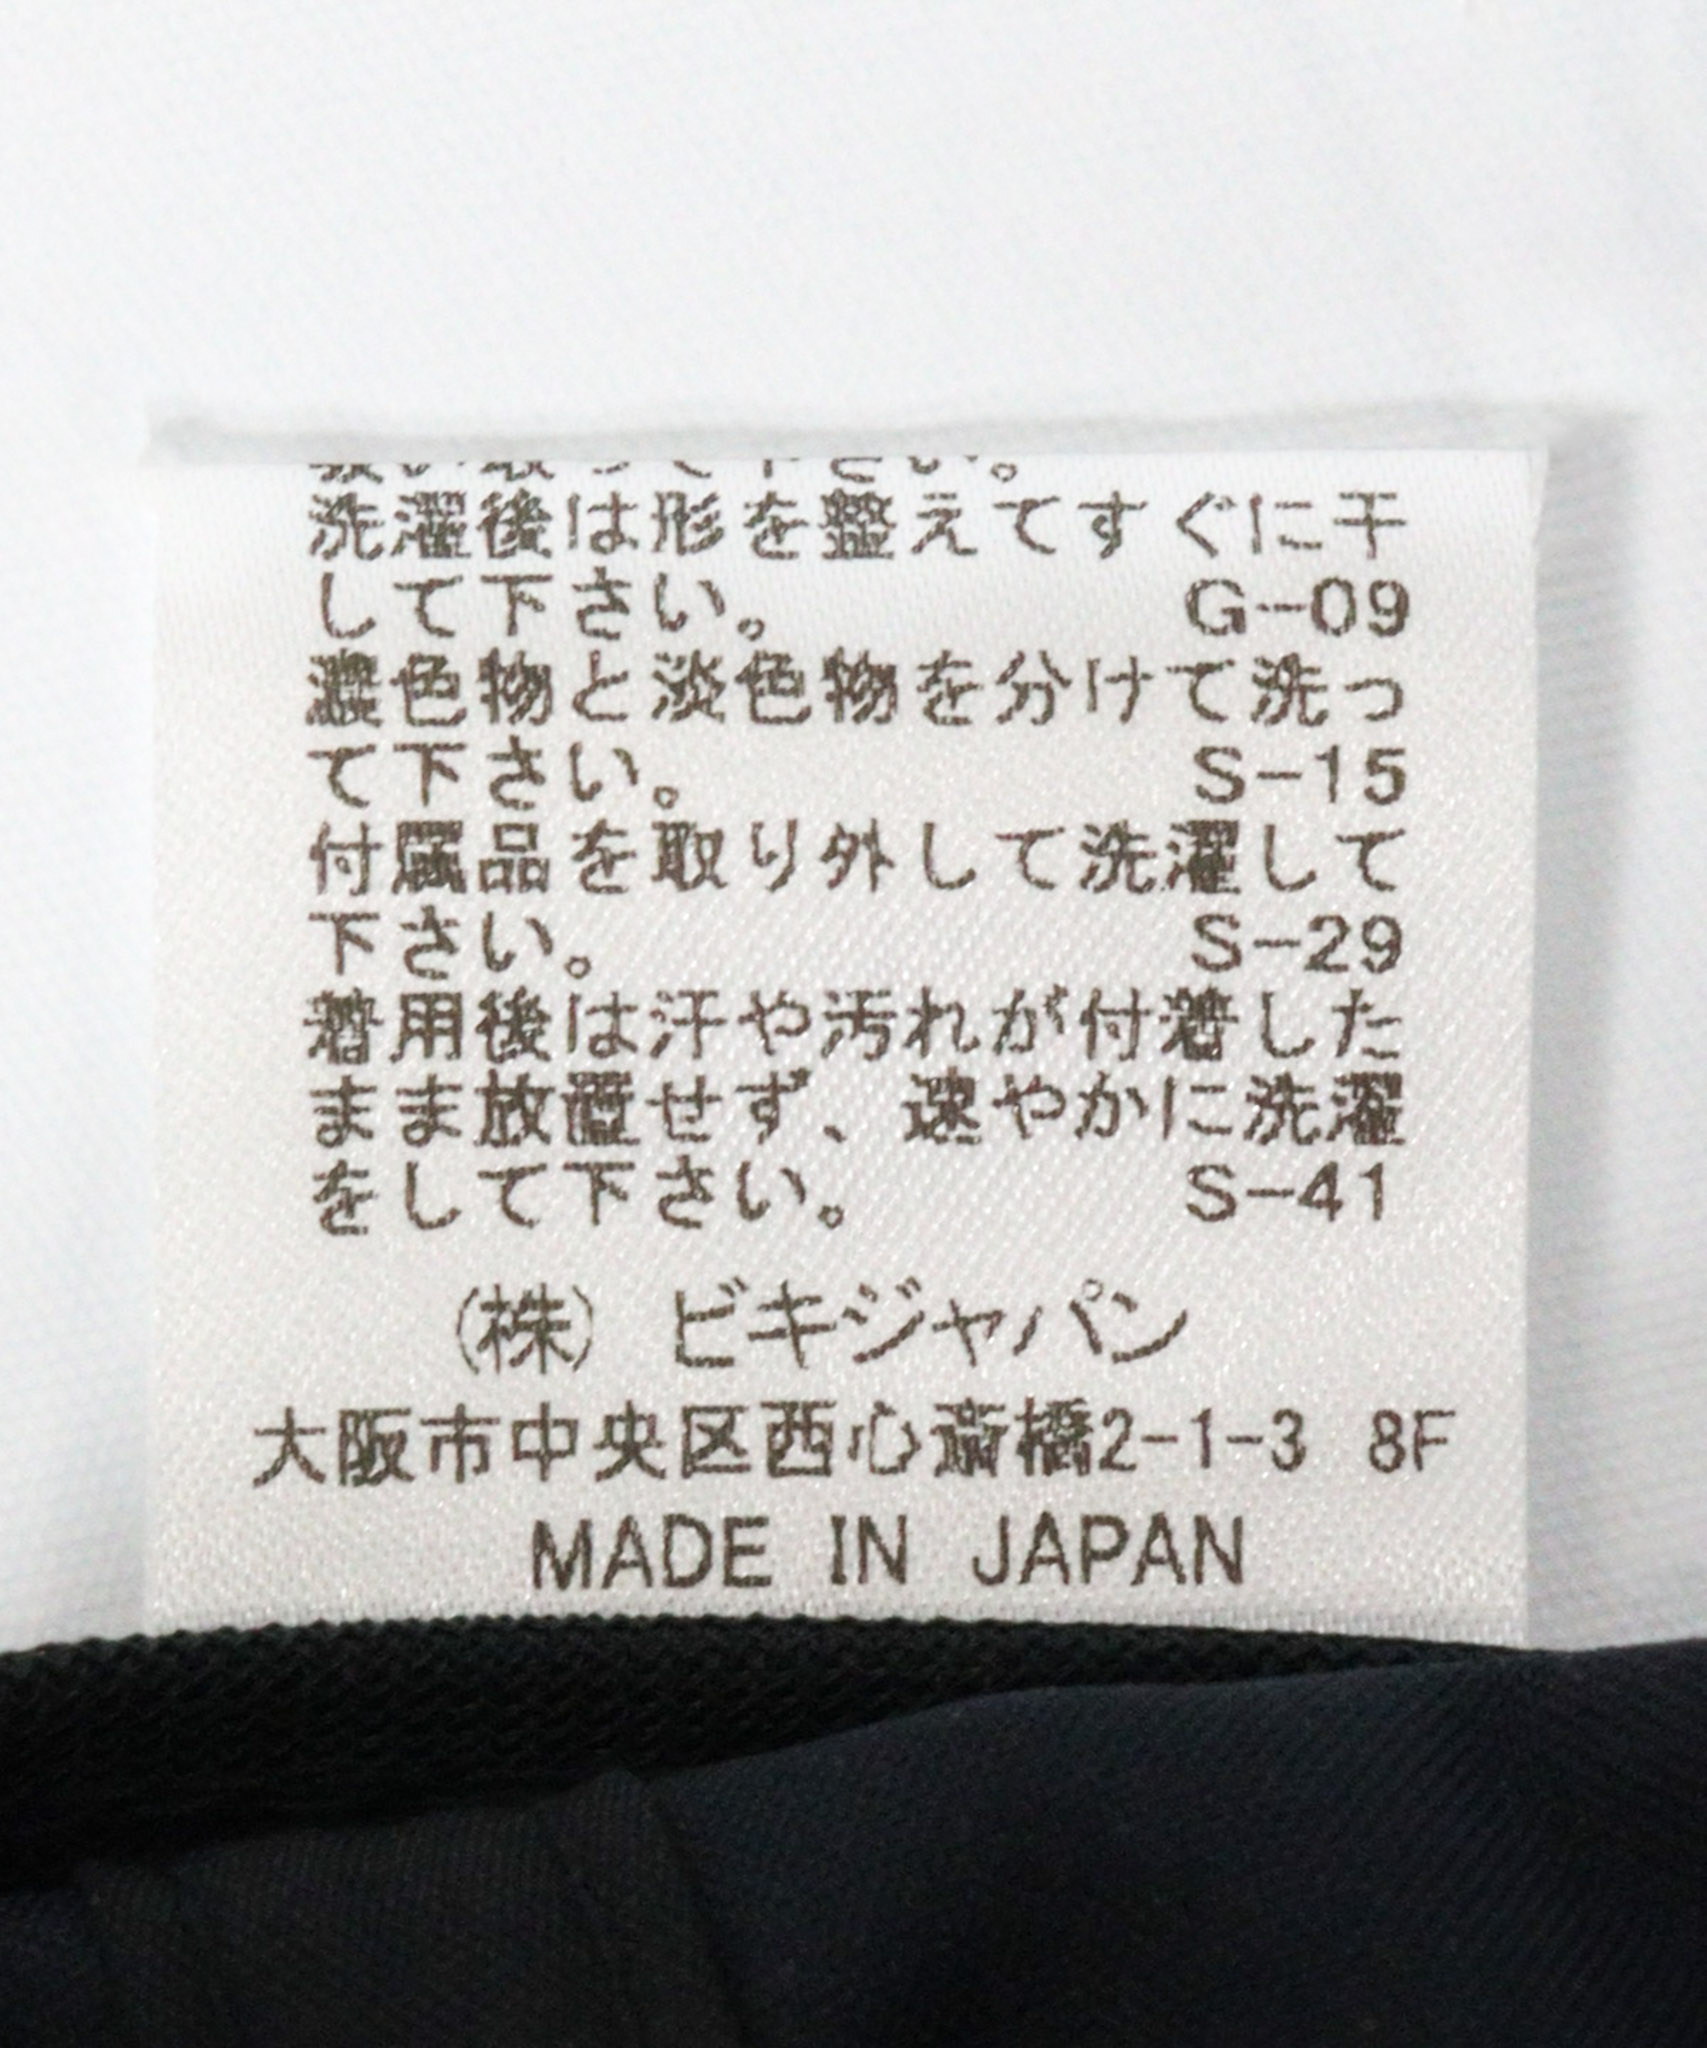 洗濯後は形を整えてすぐに干
して下さい。 G-09
濃色物と淡色物を分けて洗っ
て下さい。 S-15
付属品を取り外して洗濯して
下さい。 S-29
着用後は汗や汚れが付着した
まま放置せず、速やかに洗濯
をして下さい。 S-41
(株) ビキジャパン
大阪市中央区西心斎橋2-1-3 8F
MADE IN JAPAN